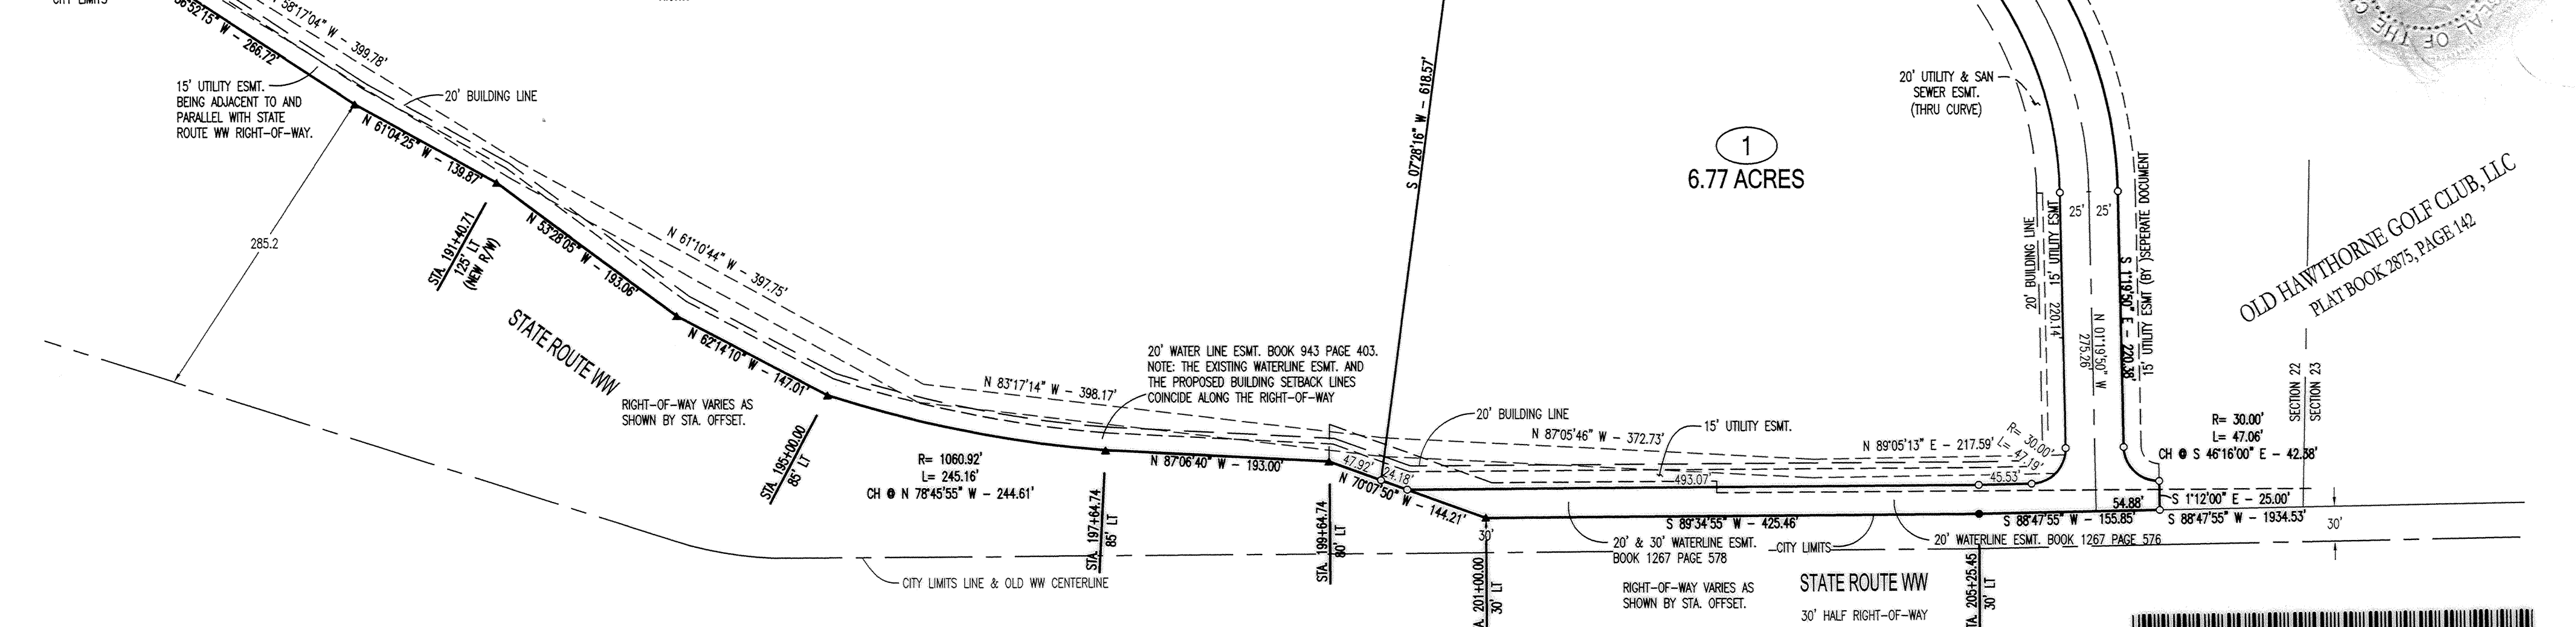 CITY LIMITS
58°17'04" W - 399.78'
56°52'15" W - 266.72'
15' UTILITY ESMT.
BEING ADJACENT TO AND
PARALLEL WITH STATE
ROUTE WW RIGHT-OF-WAY.
20' BUILDING LINE
N 61°04'25" W - 139.87'
285.2
STA. 191+40.71
125' LT
(NEW R/W)
N 53°28'05" W - 193.06'
N 61°10'44" W - 397.75'
STATE ROUTE WW
N 62°14'10" W - 147.01'
RIGHT-OF-WAY VARIES AS
SHOWN BY STA. OFFSET.
STA. 195+00.00
85' LT
20' WATER LINE ESMT. BOOK 943 PAGE 403.
NOTE: THE EXISTING WATERLINE ESMT. AND
THE PROPOSED BUILDING SETBACK LINES
COINCIDE ALONG THE RIGHT-OF-WAY
N 83°17'14" W - 398.17'
R= 1060.92'
L= 245.16'
CH @ N 78°45'55" W - 244.61'
N 87°06'40" W - 193.00'
STA. 197+64.74
85' LT
STA. 199+64.74
80' LT
CITY LIMITS LINE & OLD WW CENTERLINE
S 07°28'16" W - 618.57'
1
6.77 ACRES
20' UTILITY & SAN
SEWER ESMT.
(THRU CURVE)
20' BUILDING LINE
15' UTILITY ESMT
220.14'
25'
25'
N 01°19'50" W
275.26'
S 1°19'50" E - 220.38'
15' UTILITY ESMT (BY SEPERATE DOCUMENT
OLD HAWTHORNE GOLF CLUB, LLC
PLAT BOOK 2875, PAGE 142
SECTION 22
SECTION 23
20' BUILDING LINE
N 87°05'46" W - 372.73'
15' UTILITY ESMT.
N 89°05'13" E - 217.59'
R= 30.00'
L= 47.19'
R= 30.00'
L= 47.06'
CH @ S 46°16'00" E - 42.38'
47.92'
24.18'
N 70°07'50" W - 144.21'
493.07
45.53'
54.88'
S 1°12'00" E - 25.00'
S 89°34'55" W - 425.46'
S 88°47'55" W - 155.85'
S 88°47'55" W - 1934.53'
30'
30'
20' & 30' WATERLINE ESMT.
BOOK 1267 PAGE 578
CITY LIMITS
20' WATERLINE ESMT. BOOK 1267 PAGE 576
A. 201+00.00
30' LT
RIGHT-OF-WAY VARIES AS
SHOWN BY STA. OFFSET.
STATE ROUTE WW
30' HALF RIGHT-OF-WAY
STA. 205+25.45
30' LT
SEAL OF THE C